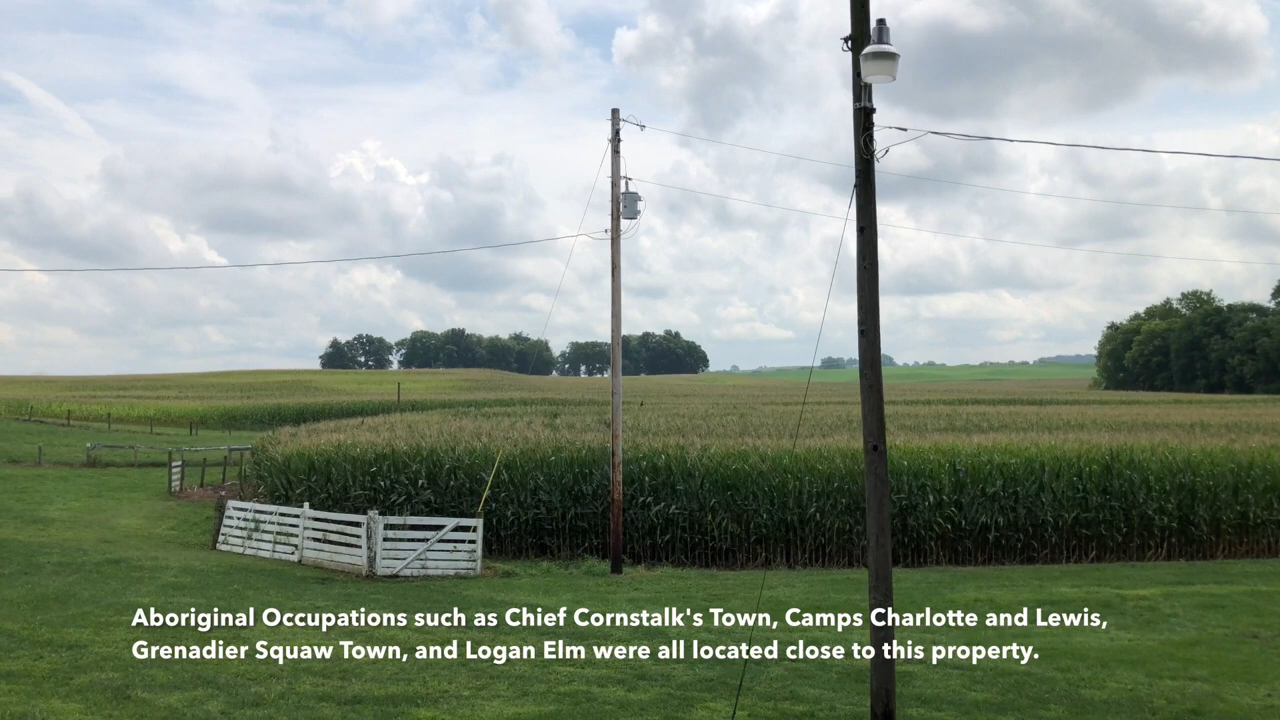 Aboriginal Occupations such as Chief Cornstalk's Town, Camps Charlotte and Lewis,
Grenadier Squaw Town, and Logan Elm were all located close to this property.